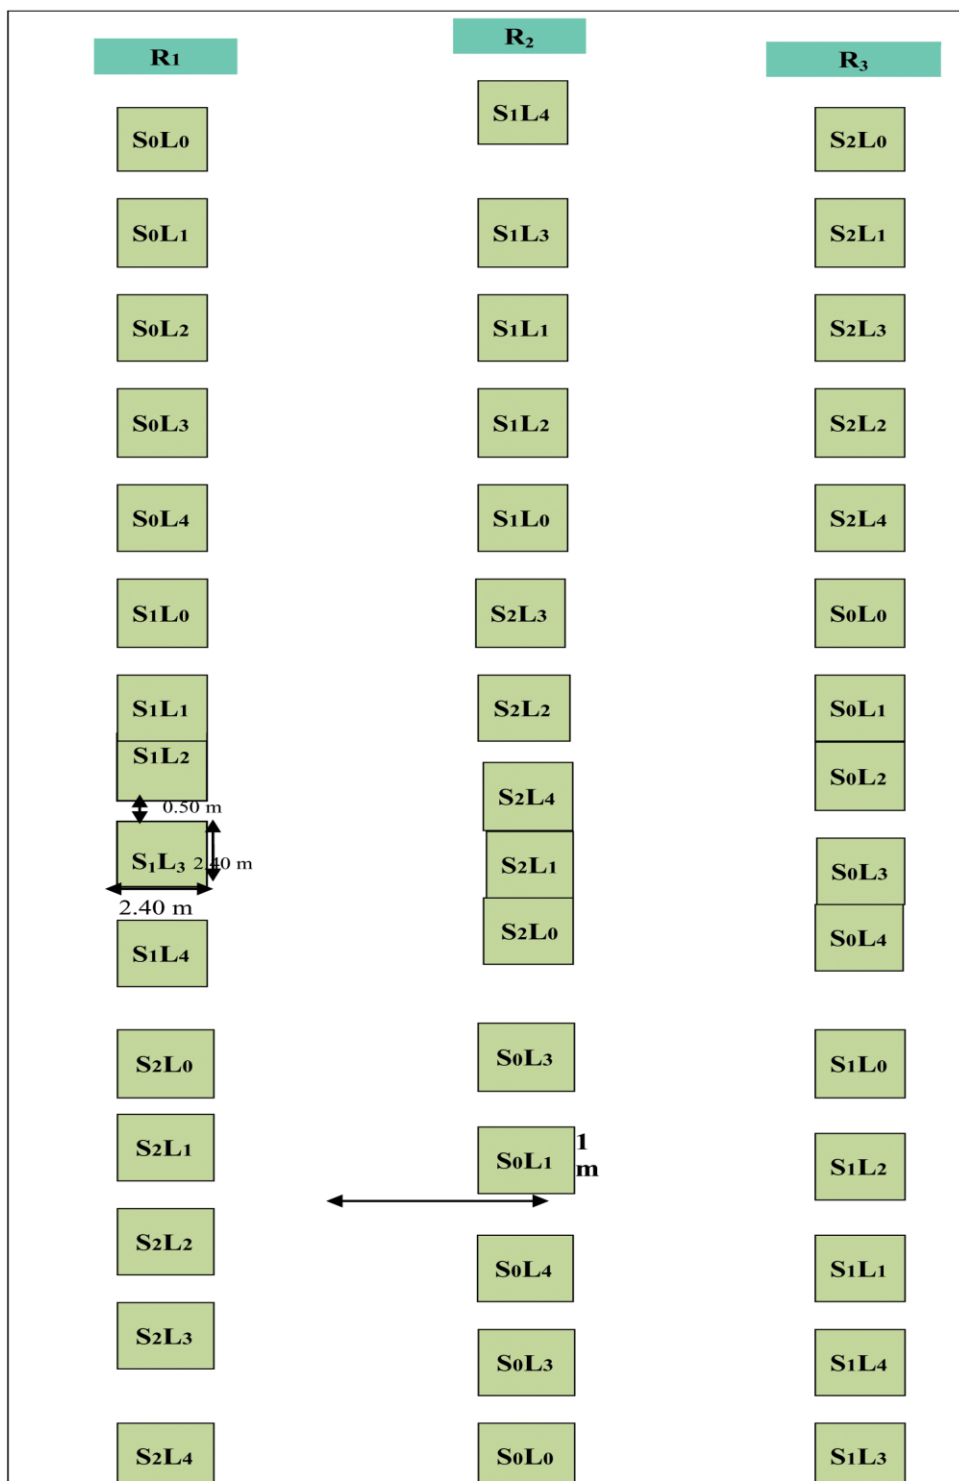 R₁
S₀L₀
S₀L₁
S₀L₂
S₀L₃
S₀L₄
S₁L₀
S₁L₁
S₁L₂
0.50 m
S₁L₃
2.40 m
2.40 m
S₁L₄
S₂L₀
S₂L₁
S₂L₂
S₂L₃
S₂L₄
R₂
S₁L₄
S₁L₃
S₁L₁
S₁L₂
S₁L₀
S₂L₃
S₂L₂
S₂L₄
S₂L₁
S₂L₀
S₀L₃
S₀L₁
1
m
S₀L₄
S₀L₃
S₀L₀
R₃
S₂L₀
S₂L₁
S₂L₃
S₂L₂
S₂L₄
S₀L₀
S₀L₁
S₀L₂
S₀L₃
S₀L₄
S₁L₀
S₁L₂
S₁L₁
S₁L₄
S₁L₃